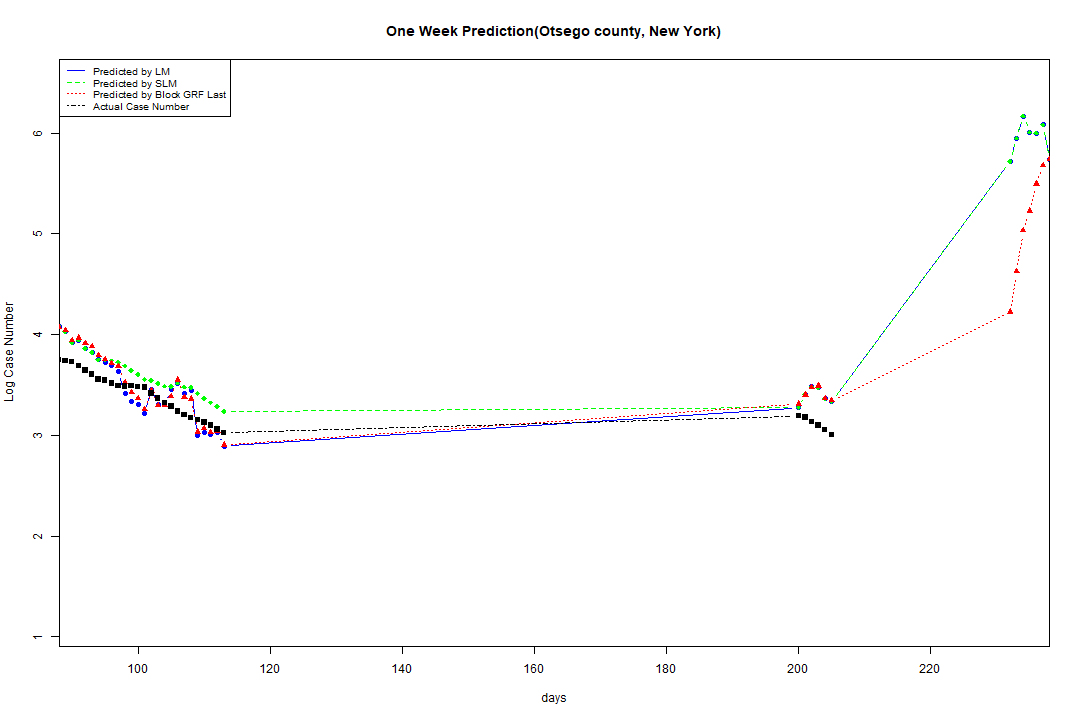 One Week Prediction(Otsego county, New York)
Predicted by LM
Predicted by SLM
Predicted by Block GRF Last
Actual Case Number
Log Case Number
6
5
4
3
2
1
100 120 140 160 180 200 220
days